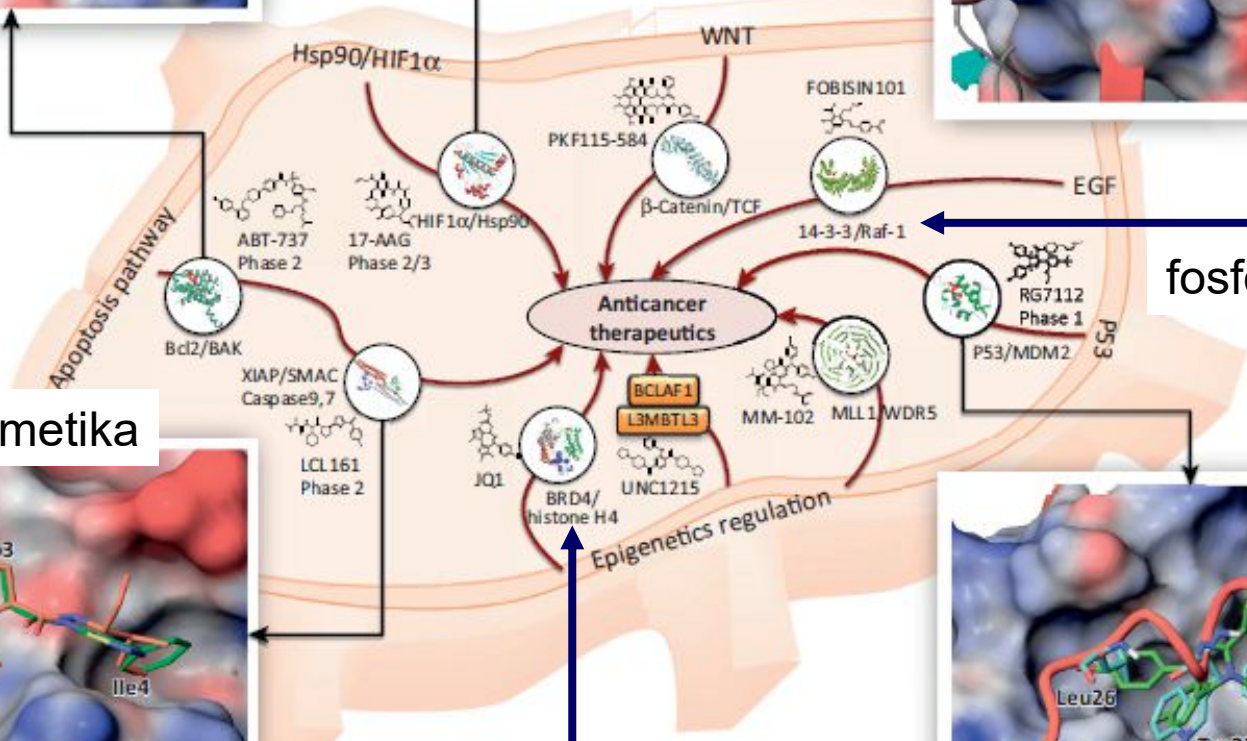 Hsp90/HIF1α
WNT
FOBISIN101
PKF115-584
EGF
HIF1α/Hsp90
β-Catenin/TCF
14-3-3/Raf-1
ABT-737
Phase 2
17-AAG
Phase 2/3
Apoptosis pathway
Bcl2/BAK
RG7112
Phase 1
P53
P53/MDM2
Anticancer
therapeutics
XIAP/SMAC
Caspase9,7
LCL161
Phase 2
BCLAF1
L3MBTL3
UNC1215
MM-102
MLL1/WDR5
JQ1
BRD4/
histone H4
Epigenetics regulation
metika
Ile4
Leu26